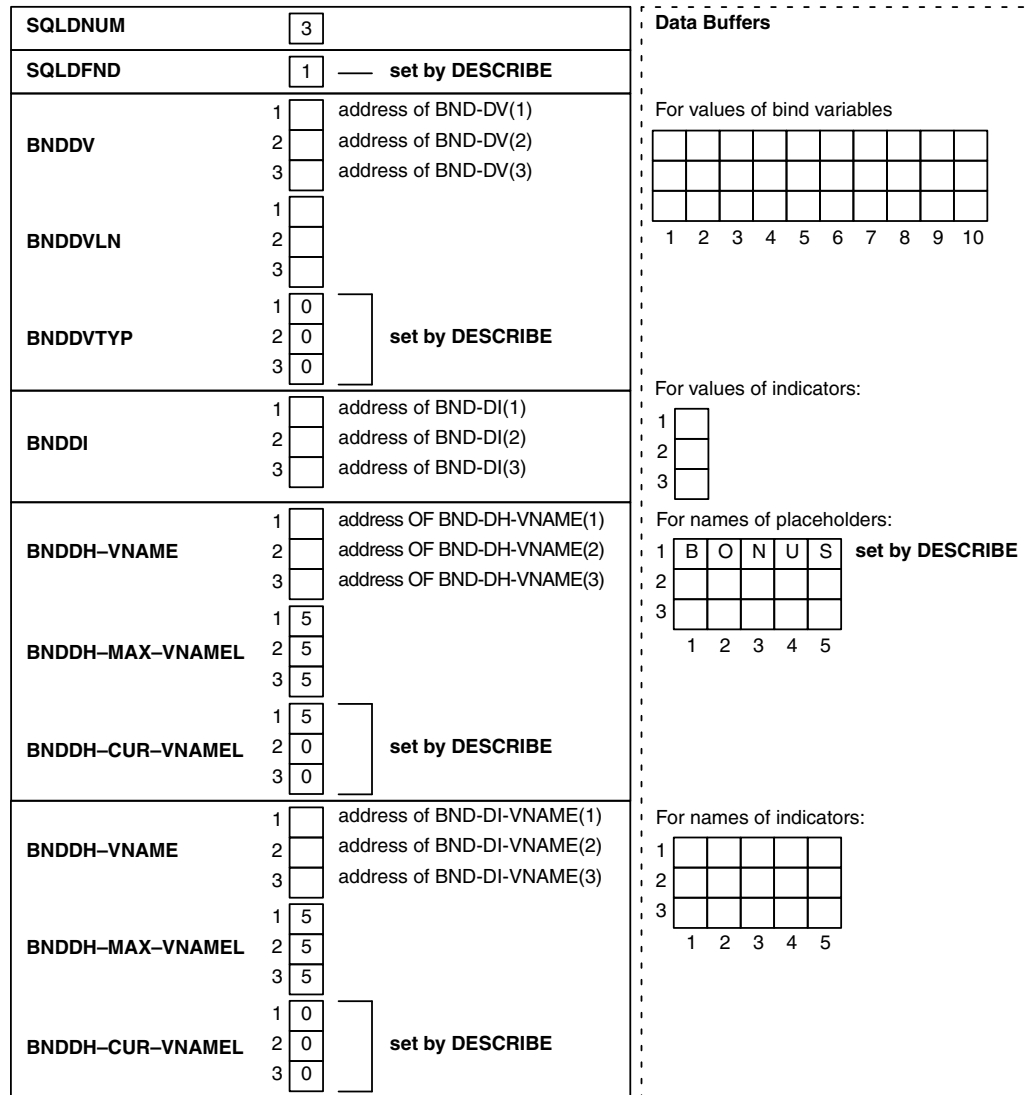 SQLDNUM 3
SQLDFND 1 set by DESCRIBE
BNDDV
1 address of BND-DV(1)
2 address of BND-DV(2)
3 address of BND-DV(3)
BNDDVLN
1
2
3
BNDDVTYP
1 0
2 0
3 0
set by DESCRIBE
BNDDI
1 address of BND-DI(1)
2 address of BND-DI(2)
3 address of BND-DI(3)
BNDDH–VNAME
1 address OF BND-DH-VNAME(1)
2 address OF BND-DH-VNAME(2)
3 address OF BND-DH-VNAME(3)
BNDDH–MAX–VNAMEL
1 5
2 5
3 5
BNDDH–CUR–VNAMEL
1 5
2 0
3 0
set by DESCRIBE
BNDDH–VNAME
1 address of BND-DI-VNAME(1)
2 address of BND-DI-VNAME(2)
3 address of BND-DI-VNAME(3)
BNDDH–MAX–VNAMEL
1 5
2 5
3 5
BNDDH–CUR–VNAMEL
1 0
2 0
3 0
set by DESCRIBE
Data Buffers
For values of bind variables
1 2 3 4 5 6 7 8 9 10
For values of indicators:
1
2
3
For names of placeholders:
1 B O N U S set by DESCRIBE
2
3
1 2 3 4 5
For names of indicators:
1
2
3
1 2 3 4 5